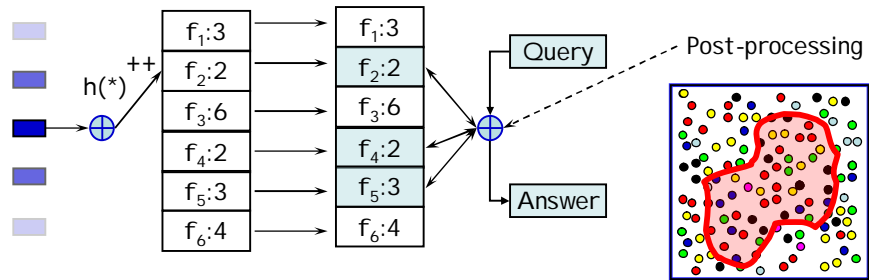 h(*)
++
f₁:3
f₂:2
f₃:6
f₄:2
f₅:3
f₆:4
f₁:3
f₂:2
f₃:6
f₄:2
f₅:3
f₆:4
Query
Answer
Post-processing